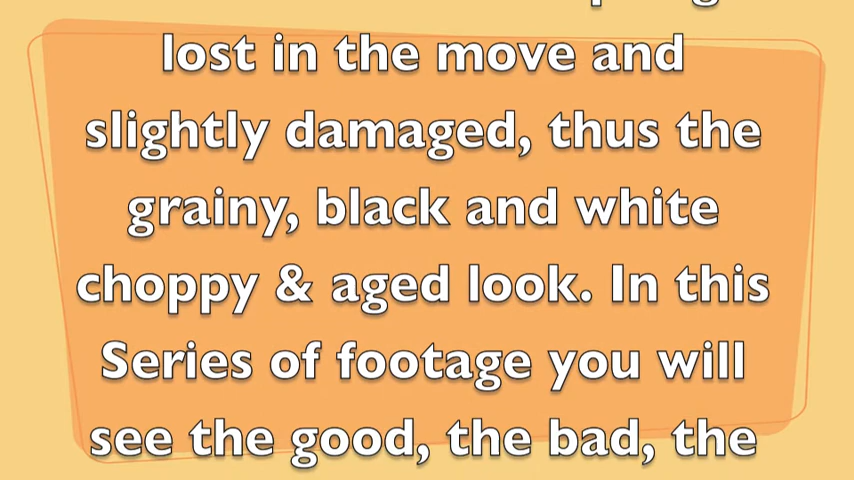 lost in the move and
slightly damaged, thus the
grainy, black and white
choppy & aged look. In this
Series of footage you will
see the good, the bad, the